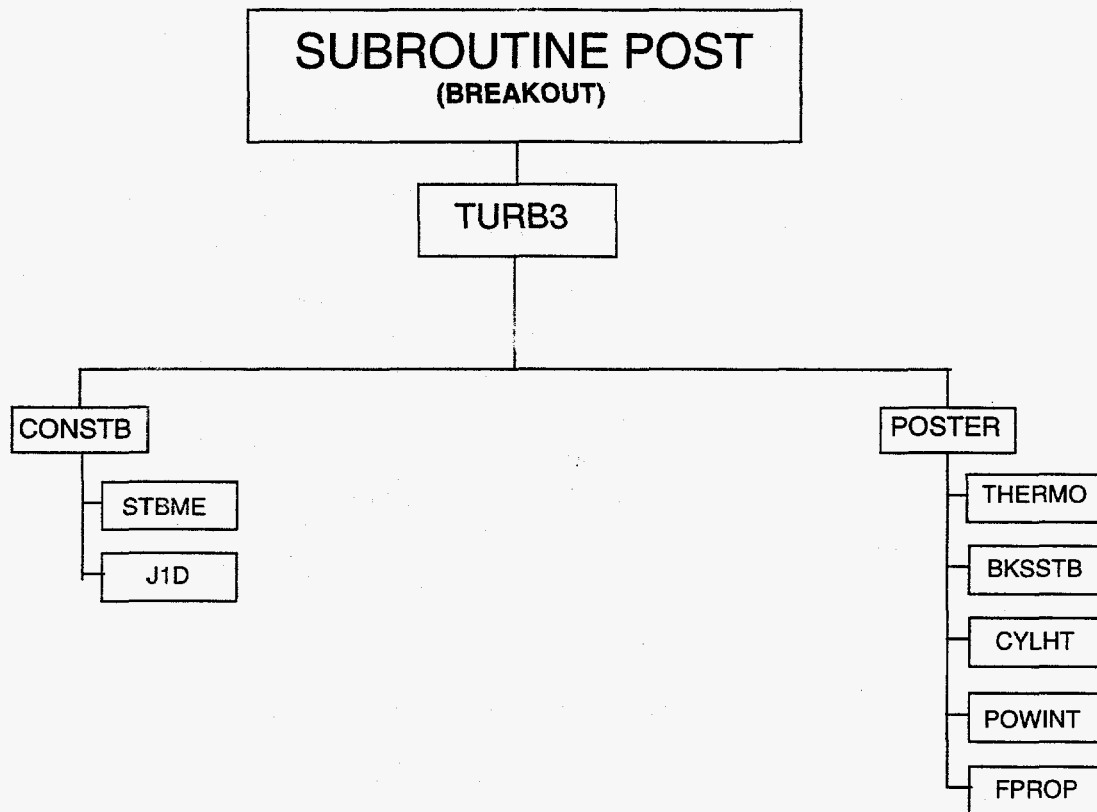 SUBROUTINE POST
(BREAKOUT)
TURB3
CONSTB
STBME
J1D
POSTER
THERMO
BKSSTB
CYLHT
POWINT
FPROP